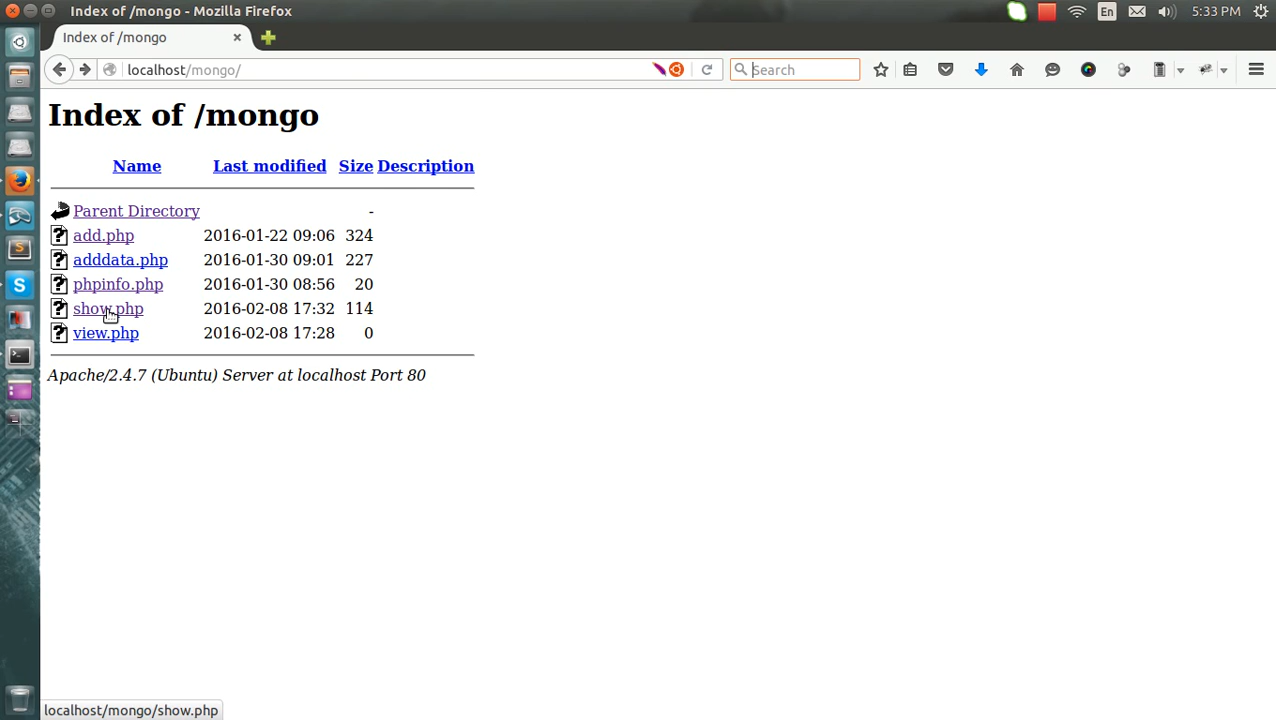 Index of /mongo - Mozilla Firefox
En
5:33 PM
Index of /mongo
localhost/mongo/
Search
Index of /mongo
Name Last modified Size Description
Parent Directory -
add.php 2016-01-22 09:06 324
adddata.php 2016-01-30 09:01 227
phpinfo.php 2016-01-30 08:56 20
show.php 2016-02-08 17:32 114
view.php 2016-02-08 17:28 0
Apache/2.4.7 (Ubuntu) Server at localhost Port 80
localhost/mongo/show.php